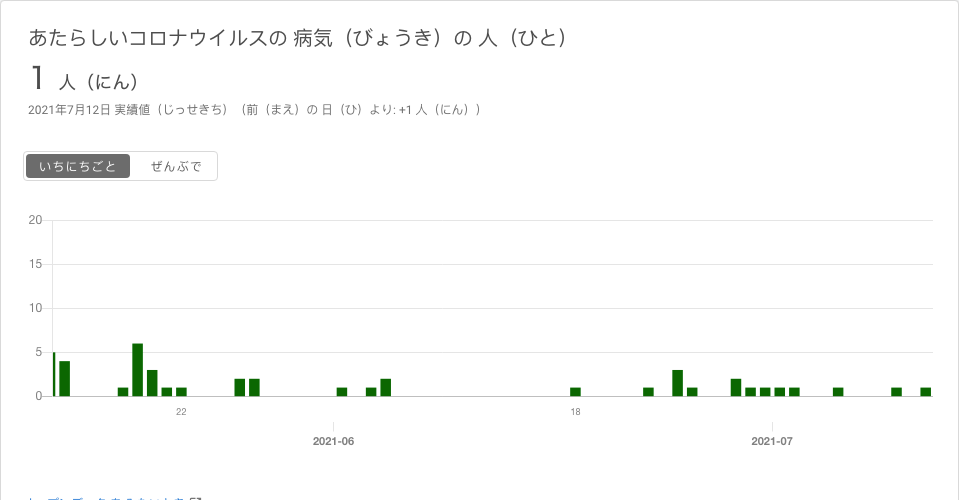 あたらしいコロナウイルスの 病気（びょうき）の 人（ひと）
1 人（にん）
2021年7月12日 実績値（じっせきち）（前（まえ）の 日（ひ）より: +1 人（にん））
いちにちごと ぜんぶで
20
15
10
5
0
22 18
2021-06 2021-07